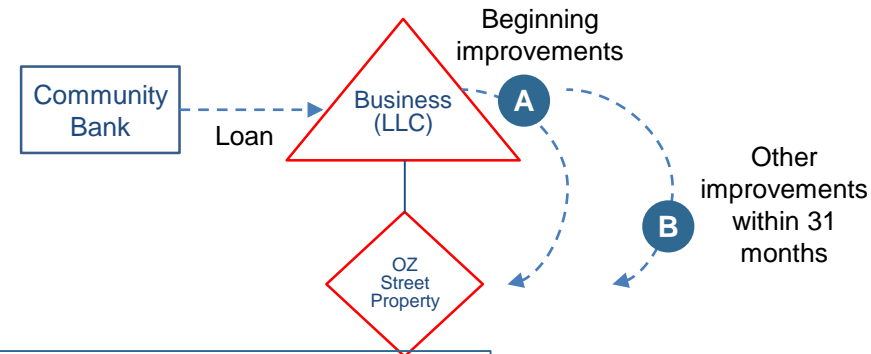 Beginning
improvements
Community
Bank
Loan
Business
(LLC)
A
Other
improvements
within 31
months
B
OZ
Street
Property